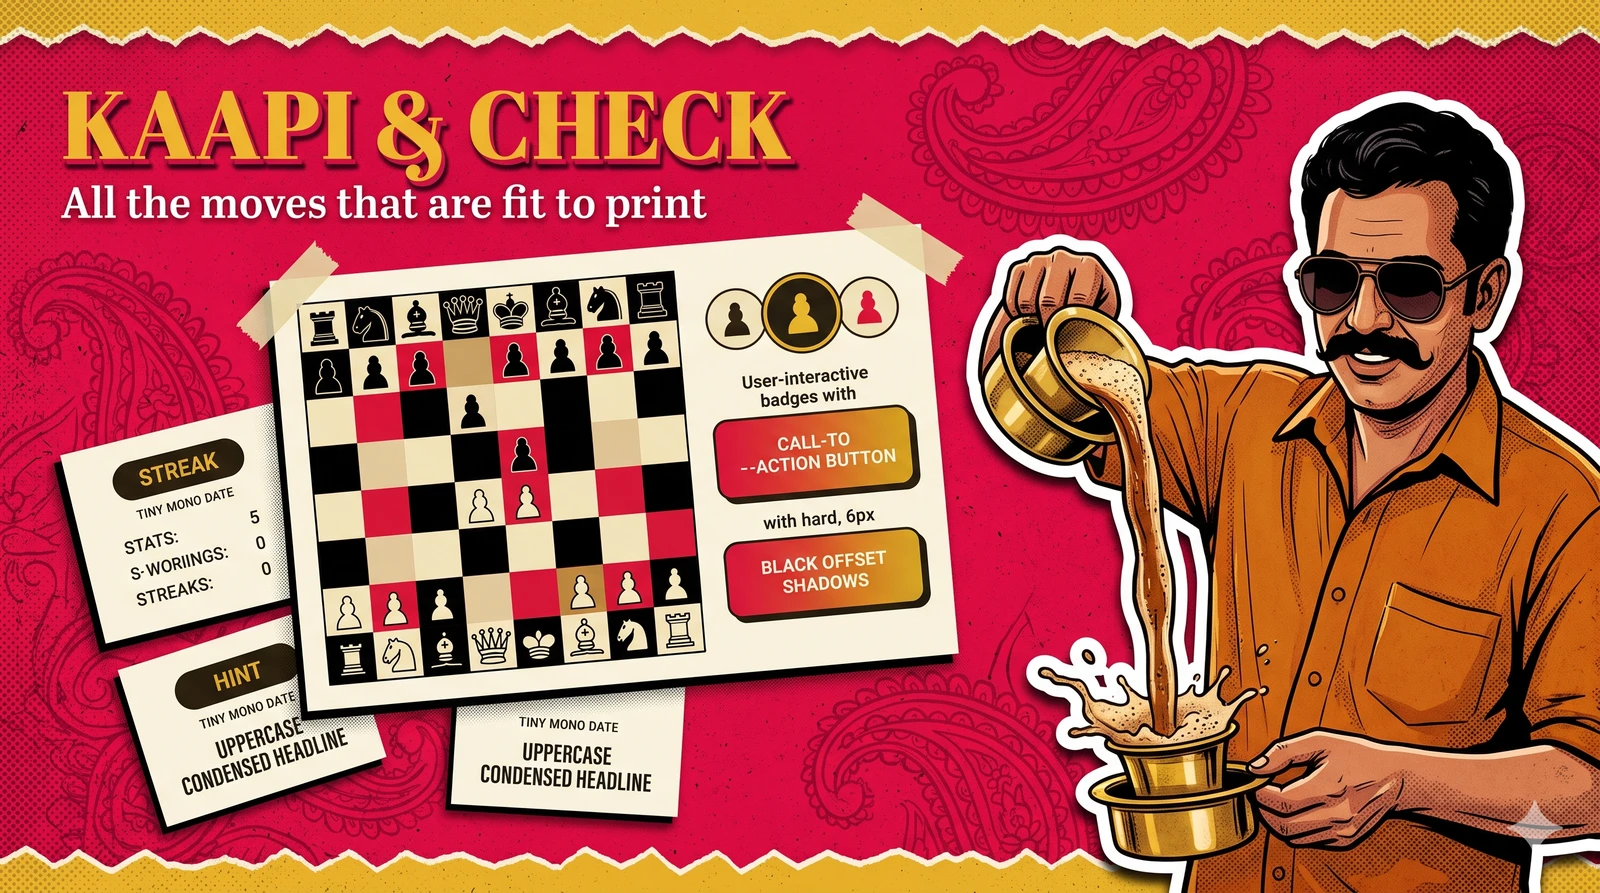 KAAPI & CHECK
All the moves that are fit to print
STREAK
TINY MONO DATE
STATS: 5
S-WORIINGS: 0
STREAKS: 0
HINT
TINY MONO DATE
UPPERCASE
CONDENSED HEADLINE
TINY MONO DATE
UPPERCASE
CONDENSED HEADLINE
User-interactive
badges with
CALL-TO
--ACTION BUTTON
with hard, 6px
BLACK OFFSET
SHADOWS